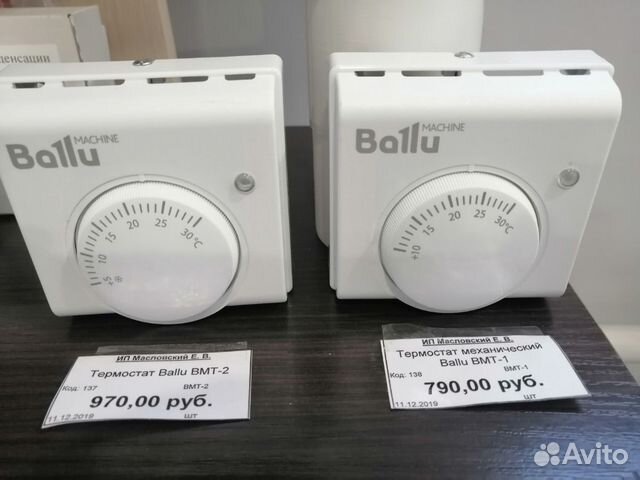 денсации
Ballu MACHINE
+5 10 15 20 25 30°C
Ballu MACHINE
+10 15 20 25 30°C
ИП Масловский Е. В.
Термостат Ballu BMT-2
Код: 137 BMT-2
970,00 руб.
11.12.2019 шт
ИП Масловский Е. В.
Термостат механический
Ballu BMT-1
Код: 138 BMT-1
790,00 руб.
11.12.2019 шт
Avito